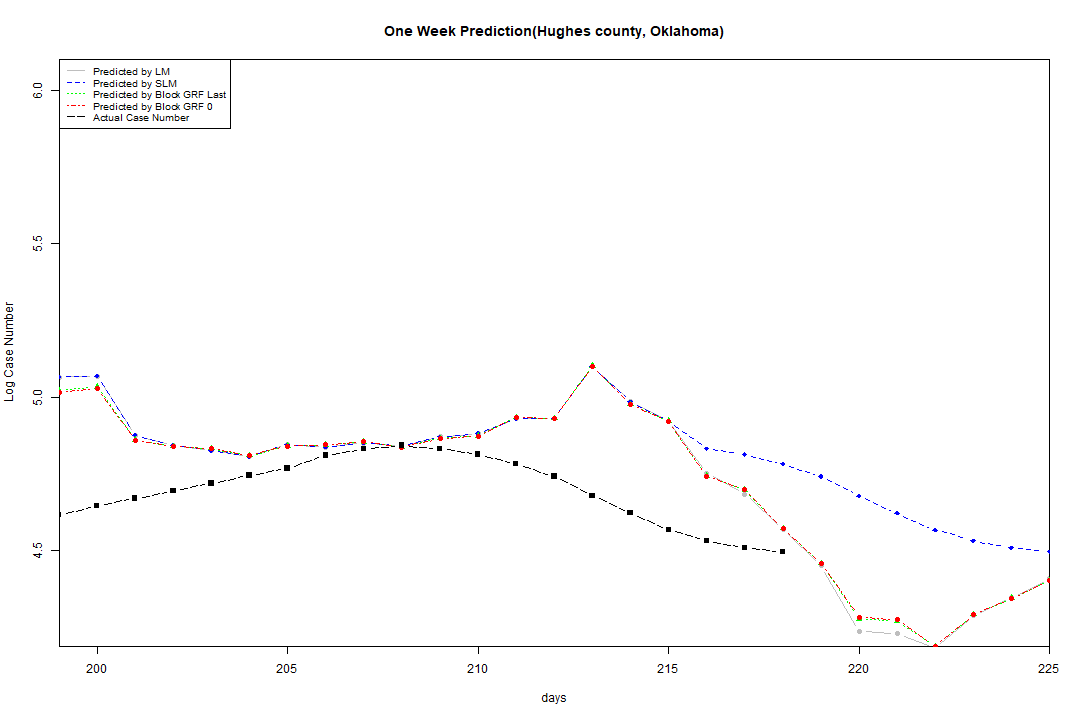 One Week Prediction(Hughes county, Oklahoma)
Predicted by LM
Predicted by SLM
Predicted by Block GRF Last
Predicted by Block GRF 0
Actual Case Number
6.0
5.5
5.0
4.5
Log Case Number
200 205 210 215 220 225
days